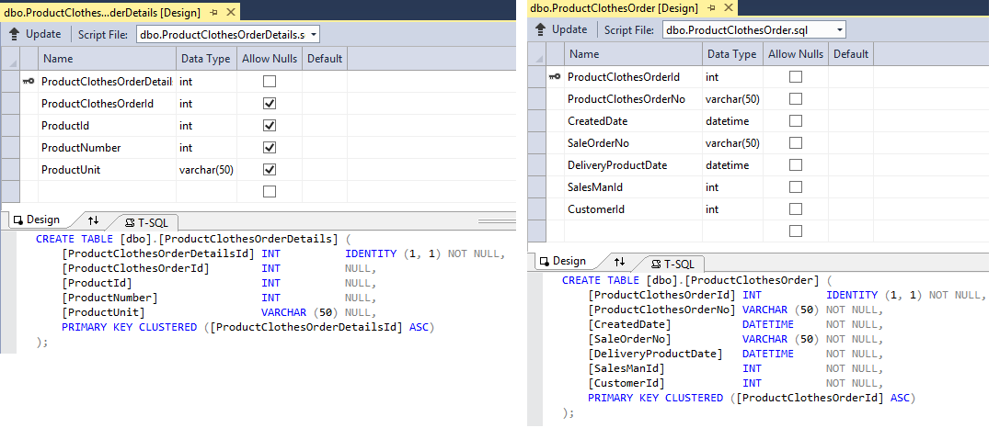 dbo.ProductClothes...derDetails [Design]
Update Script File: dbo.ProductClothesOrderDetails.s
Name Data Type Allow Nulls Default
ProductClothesOrderDetail int
ProductClothesOrderId int
ProductId int
ProductNumber int
ProductUnit varchar(50)
Design T-SQL
CREATE TABLE [dbo].[ProductClothesOrderDetails] (
[ProductClothesOrderDetailsId] INT IDENTITY (1, 1) NOT NULL,
[ProductClothesOrderId] INT NULL,
[ProductId] INT NULL,
[ProductNumber] INT NULL,
[ProductUnit] VARCHAR (50) NULL,
PRIMARY KEY CLUSTERED ([ProductClothesOrderDetailsId] ASC)
);
dbo.ProductClothesOrder [Design]
Update Script File: dbo.ProductClothesOrder.sql
Name Data Type Allow Nulls Default
ProductClothesOrderId int
ProductClothesOrderNo varchar(50)
CreatedDate datetime
SaleOrderNo varchar(50)
DeliveryProductDate datetime
SalesManId int
CustomerId int
Design T-SQL
CREATE TABLE [dbo].[ProductClothesOrder] (
[ProductClothesOrderId] INT IDENTITY (1, 1) NOT NULL,
[ProductClothesOrderNo] VARCHAR (50) NOT NULL,
[CreatedDate] DATETIME NOT NULL,
[SaleOrderNo] VARCHAR (50) NOT NULL,
[DeliveryProductDate] DATETIME NOT NULL,
[SalesManId] INT NOT NULL,
[CustomerId] INT NOT NULL,
PRIMARY KEY CLUSTERED ([ProductClothesOrderId] ASC)
);